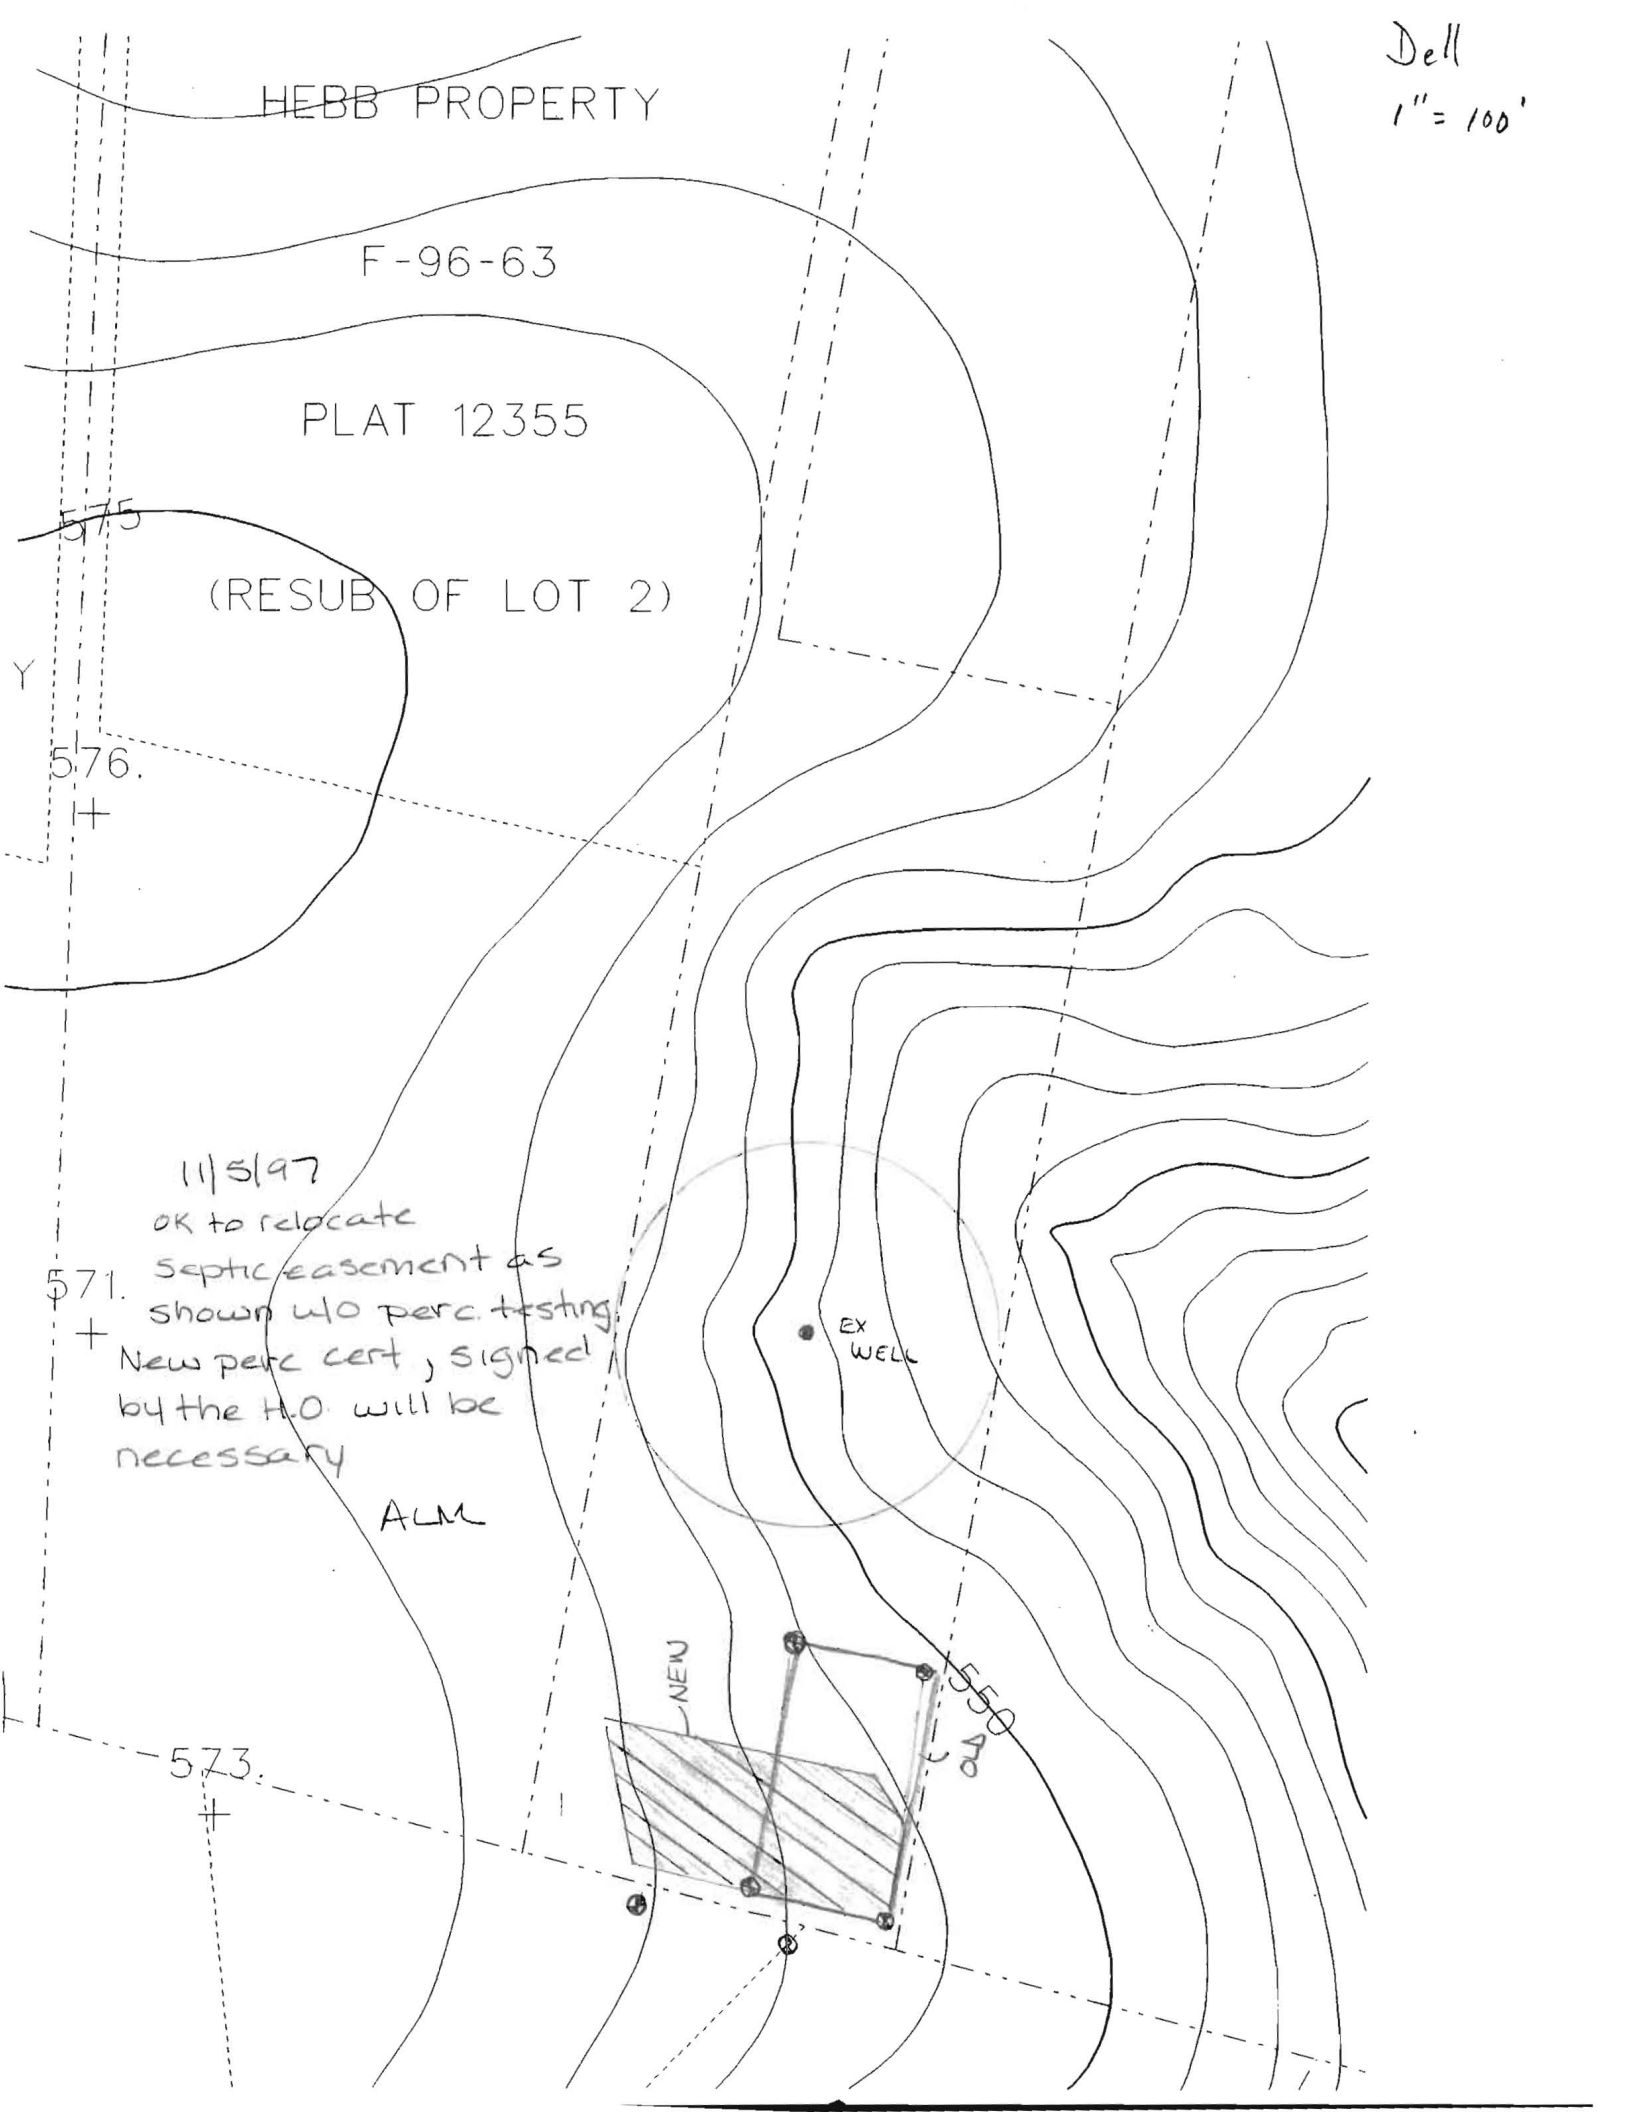 Dell
1" = 100'
HEBB PROPERTY
F-96-63
PLAT 12355
575
(RESUB OF LOT 2)
Y
576.
11/5/97
OK to relocate
septic easement as
571.
shown w/o perc. testing
New perc cert, signed
by the H.O. will be
necessary
ALM
EX
WELL
NEW
550
OLD
573.